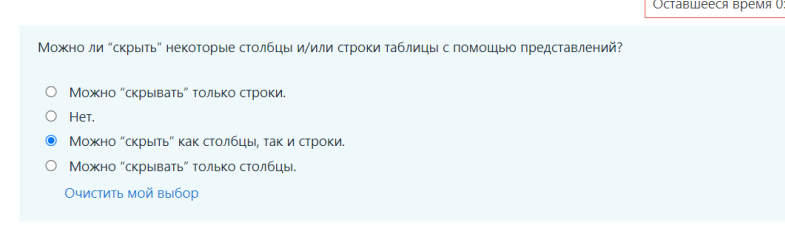 Оставшееся время 0:
Можно ли "скрыть" некоторые столбцы и/или строки таблицы с помощью представлений?
Можно "скрывать" только строки.
Нет.
Можно "скрыть" как столбцы, так и строки.
Можно "скрывать" только столбцы.
Очистить мой выбор